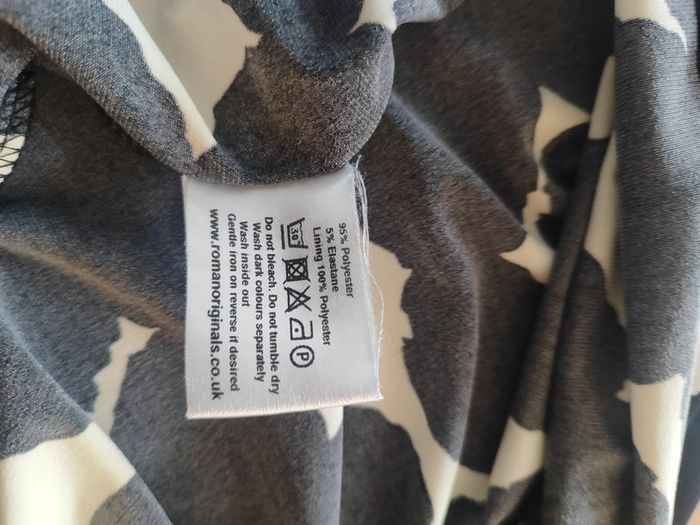 95% Polyester
5% Elastane
Lining 100% Polyester
30° P
Do not bleach. Do not tumble dry
Wash dark colours separately
Wash inside out
Gentle iron on reverse if desired
www.romanoriginals.co.uk